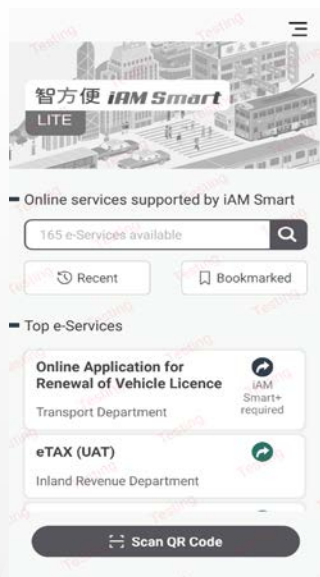 智方便 iAM Smart
LITE
Online services supported by iAM Smart
165 e-Services available
Recent
Bookmarked
Top e-Services
Online Application for
Renewal of Vehicle Licence
Transport Department
iAM
Smart+
required
eTAX (UAT)
Inland Revenue Department
Scan QR Code
Testing